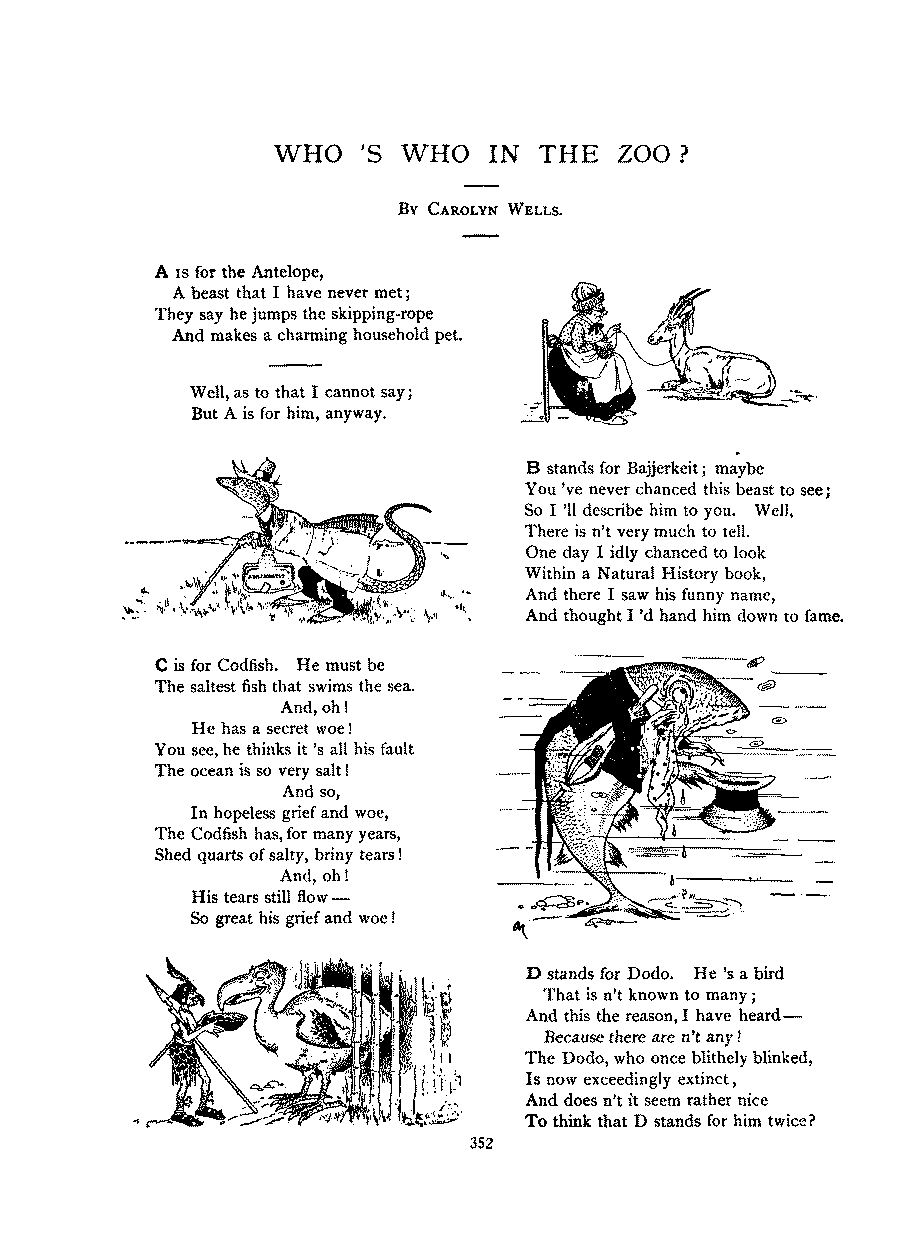 WHO 'S WHO IN THE ZOO?
By Carolyn Wells.
A is for the Antelope,
A beast that I have never met;
They say he jumps the skipping-rope
And makes a charming household pet.
Well, as to that I cannot say;
But A is for him, anyway.
B stands for Bajjerkeit; maybe
You 've never chanced this beast to see;
So I 'll describe him to you. Well,
There is n't very much to tell.
One day I idly chanced to look
Within a Natural History book,
And there I saw his funny name,
And thought I 'd hand him down to fame.
C is for Codfish. He must be
The saltest fish that swims the sea.
And, oh!
He has a secret woe!
You see, he thinks it 's all his fault
The ocean is so very salt!
And so,
In hopeless grief and woe,
The Codfish has, for many years,
Shed quarts of salty, briny tears!
And, oh!
His tears still flow—
So great his grief and woe!
D stands for Dodo. He 's a bird
That is n't known to many;
And this the reason, I have heard—
Because there are n't any!
The Dodo, who once blithely blinked,
Is now exceedingly extinct,
And does n't it seem rather nice
To think that D stands for him twice?
352